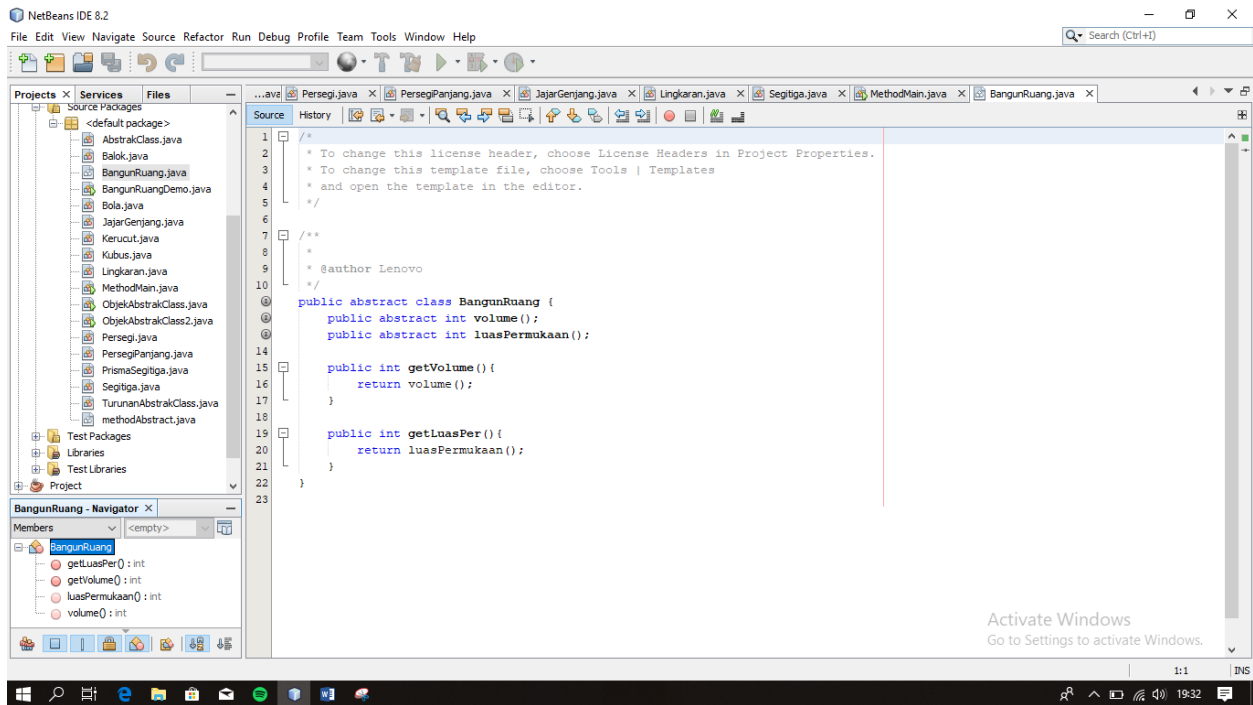 NetBeans IDE 8.2
File Edit View Navigate Source Refactor Run Debug Profile Team Tools Window Help
Search (Ctrl+I)
Projects Services Files
Source Packages
<default package>
AbstrakClass.java
Balok.java
BangunRuang.java
BangunRuangDemo.java
Bola.java
JajarGenjang.java
Kerucut.java
Kubus.java
Lingkaran.java
MethodMain.java
ObjekAbstrakClass.java
ObjekAbstrakClass2.java
Persegi.java
PersegiPanjang.java
PrismaSegitiga.java
Segitiga.java
TurunanAbstrakClass.java
methodAbstract.java
Test Packages
Libraries
Test Libraries
Project
BangunRuang - Navigator
Members <empty>
BangunRuang
getLuasPer() : int
getVolume() : int
luasPermukaan() : int
volume() : int
...ava Persegi.java PersegiPanjang.java JajarGenjang.java Lingkaran.java Segitiga.java MethodMain.java BangunRuang.java
Source History
1 /*
2 * To change this license header, choose License Headers in Project Properties.
3 * To change this template file, choose Tools | Templates
4 * and open the template in the editor.
5 */
6
7 /**
8 *
9 * @author Lenovo
10 */
public abstract class BangunRuang {
public abstract int volume();
public abstract int luasPermukaan();
14
15 public int getVolume(){
16 return volume();
17 }
18
19 public int getLuasPer(){
20 return luasPermukaan();
21 }
22 }
23
Activate Windows
Go to Settings to activate Windows.
1:1 INS
19:32